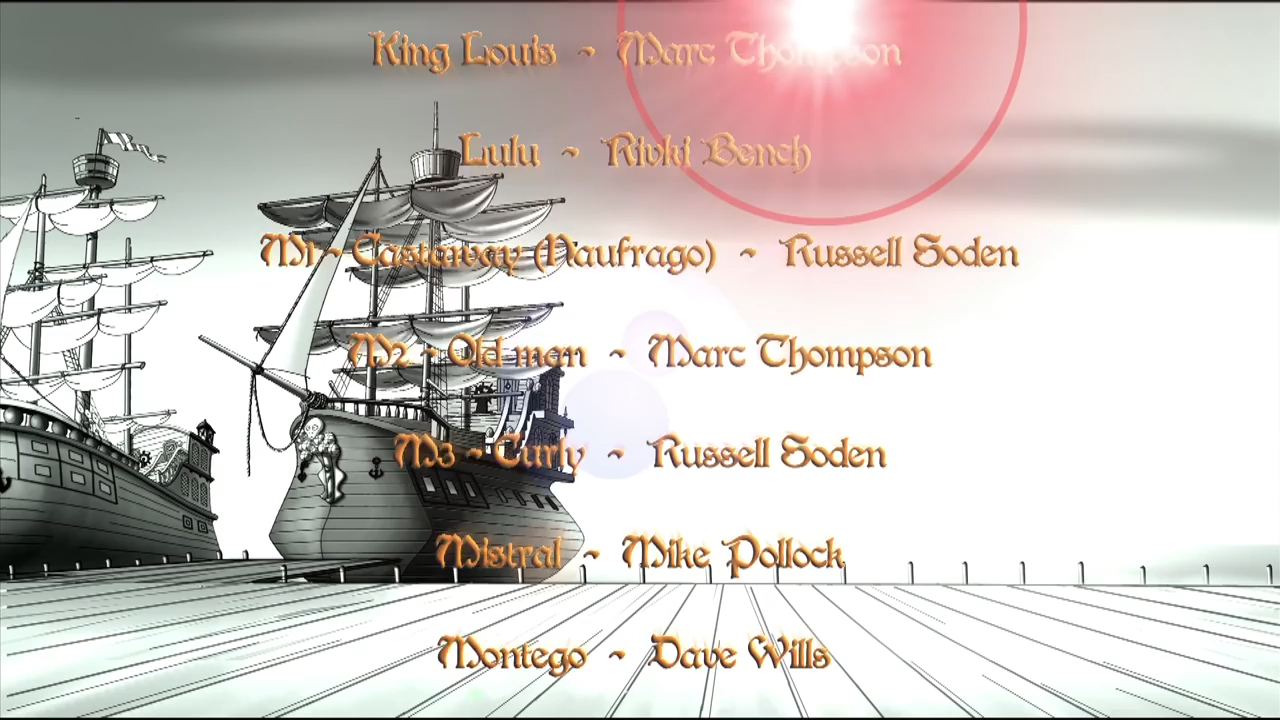 King Louis ~ Marc Thompson
Lulu ~ Rivki Bench
M1 ~ Castaway (Naufrago) ~ Russell Soden
M2 ~ Old man ~ Marc Thompson
M3 ~ Curly ~ Russell Soden
Mistral ~ Mike Pollock
Montego ~ Dave Wills